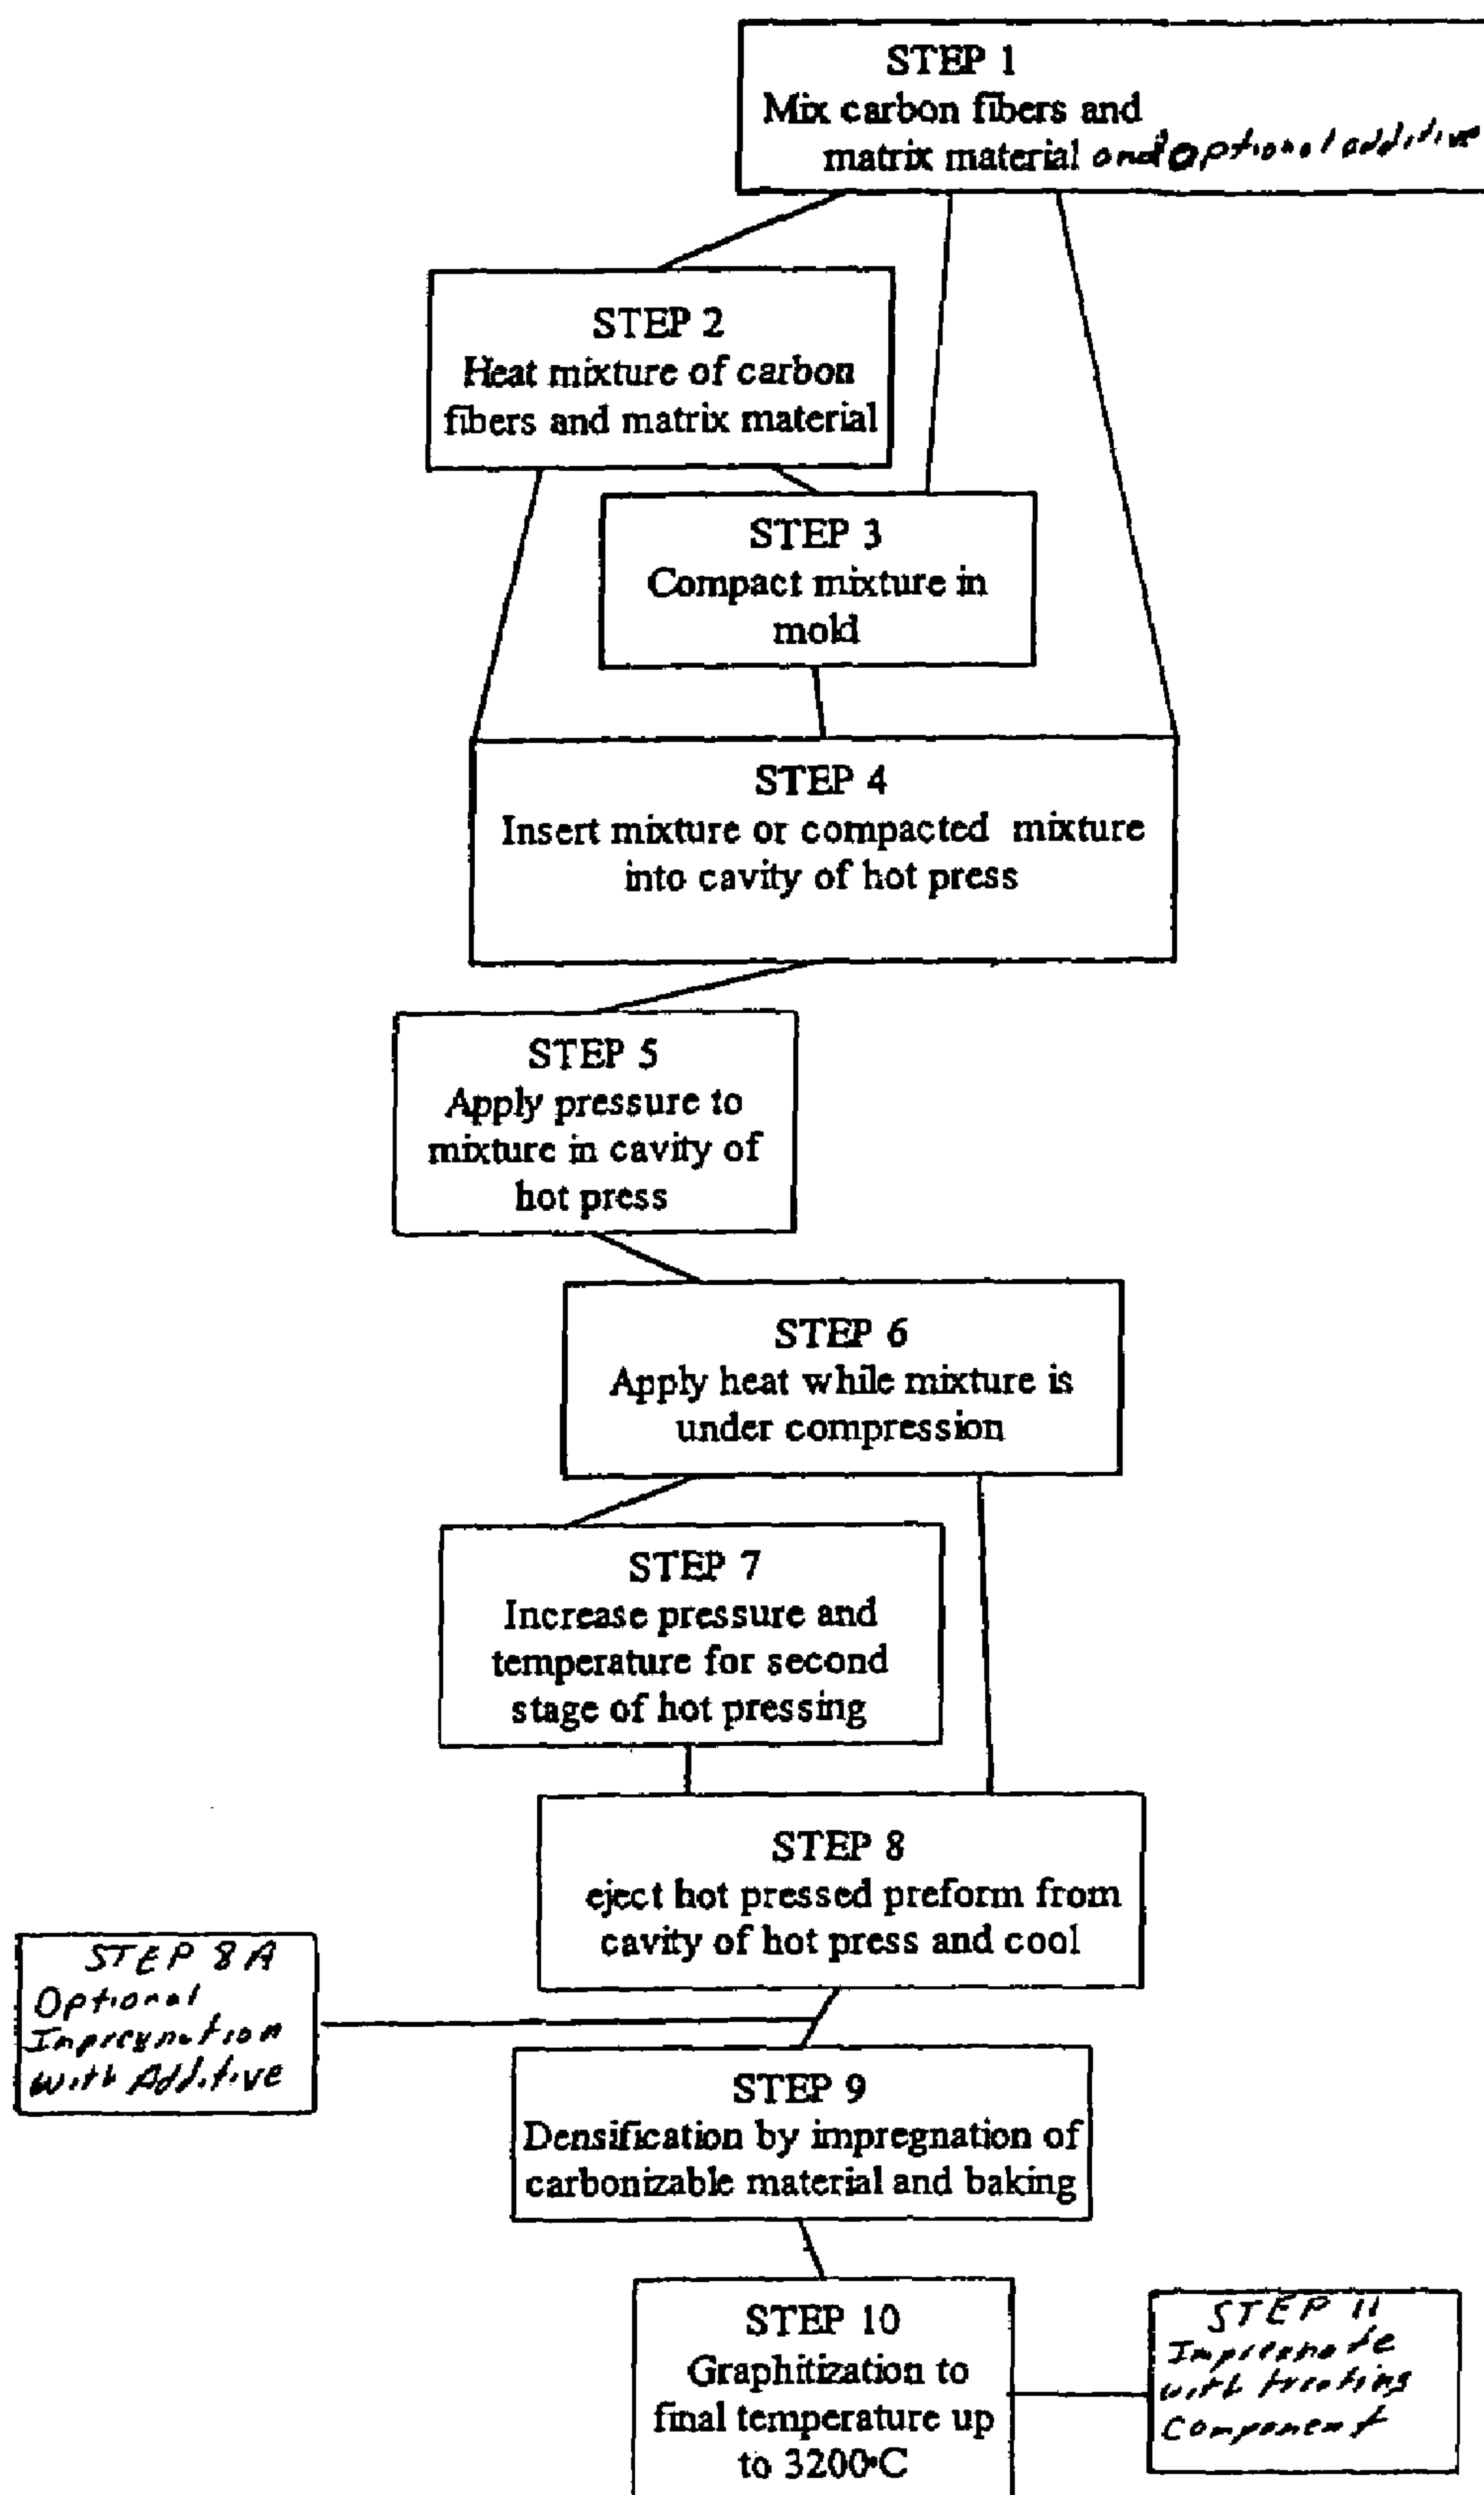 STEP 1
Mix carbon fibers and
matrix material and optional additive
STEP 2
Heat mixture of carbon
fibers and matrix material
STEP 3
Compact mixture in
mold
STEP 4
Insert mixture or compacted mixture
into cavity of hot press
STEP 5
Apply pressure to
mixture in cavity of
hot press
STEP 6
Apply heat while mixture is
under compression
STEP 7
Increase pressure and
temperature for second
stage of hot pressing
STEP 8
eject hot pressed preform from
cavity of hot press and cool
STEP 8A
Optional
Impregnation
with Additive
STEP 9
Densification by impregnation of
carbonizable material and baking
STEP 10
Graphitization to
final temperature up
to 3200°C
STEP 11
Impregnate
with treating
Component